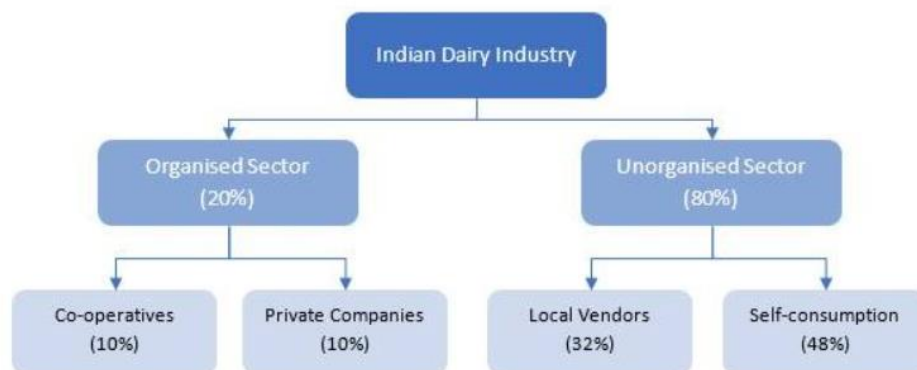 Indian Dairy Industry
Organised Sector
(20%)
Unorganised Sector
(80%)
Co-operatives
(10%)
Private Companies
(10%)
Local Vendors
(32%)
Self-consumption
(48%)